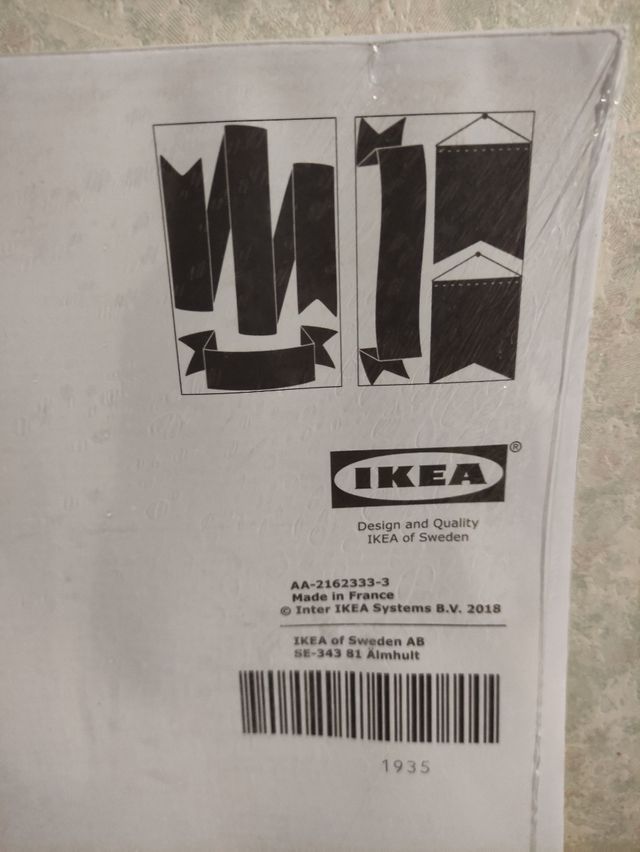 IKEA®
Design and Quality
IKEA of Sweden
AA-2162333-3
Made in France
© Inter IKEA Systems B.V. 2018
IKEA of Sweden AB
SE-343 81 Älmhult
1935